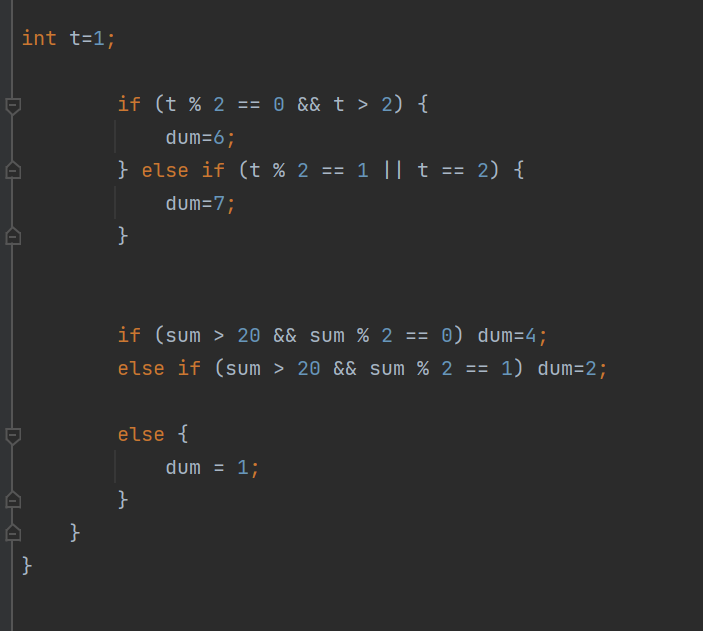 int t=1;
if (t % 2 == 0 && t > 2) {
dum=6;
} else if (t % 2 == 1 || t == 2) {
dum=7;
}
if (sum > 20 && sum % 2 == 0) dum=4;
else if (sum > 20 && sum % 2 == 1) dum=2;
else {
dum = 1;
}
}
}